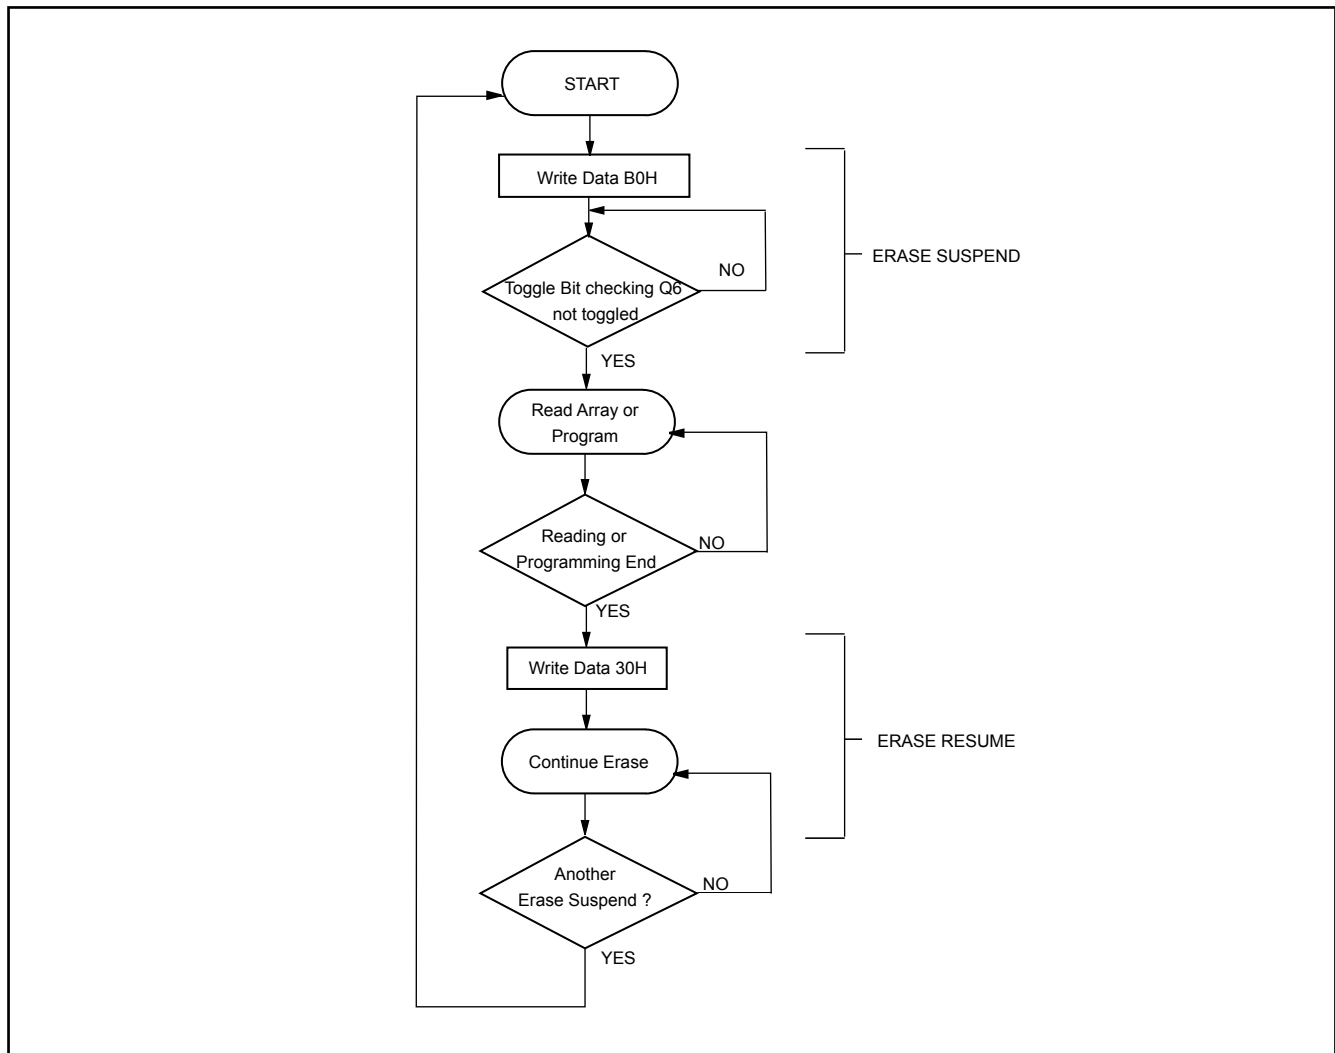 START
Write Data B0H
ERASE SUSPEND
NO
Toggle Bit checking Q6
not toggled
YES
Read Array or
Program
Reading or
Programming End
NO
YES
Write Data 30H
ERASE RESUME
Continue Erase
Another
Erase Suspend ?
NO
YES